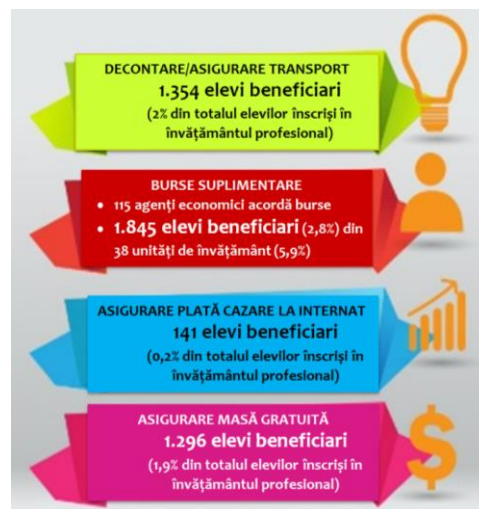 DECONTARE/ASIGURARE TRANSPORT
1.354 elevi beneficiari
(2% din totalul elevilor înscriși în
învățământul profesional)
BURSE SUPLIMENTARE
• 115 agenți economici acordă burse
• 1.845 elevi beneficiari (2,8%) din
38 unități de învățământ (5,9%)
ASIGURARE PLATĂ CAZARE LA INTERNAT
141 elevi beneficiari
(0,2% din totalul elevilor înscriși în
învățământul profesional)
ASIGURARE MASĂ GRATUITĂ
1.296 elevi beneficiari
(1,9% din totalul elevilor înscriși în
învățământul profesional)
$